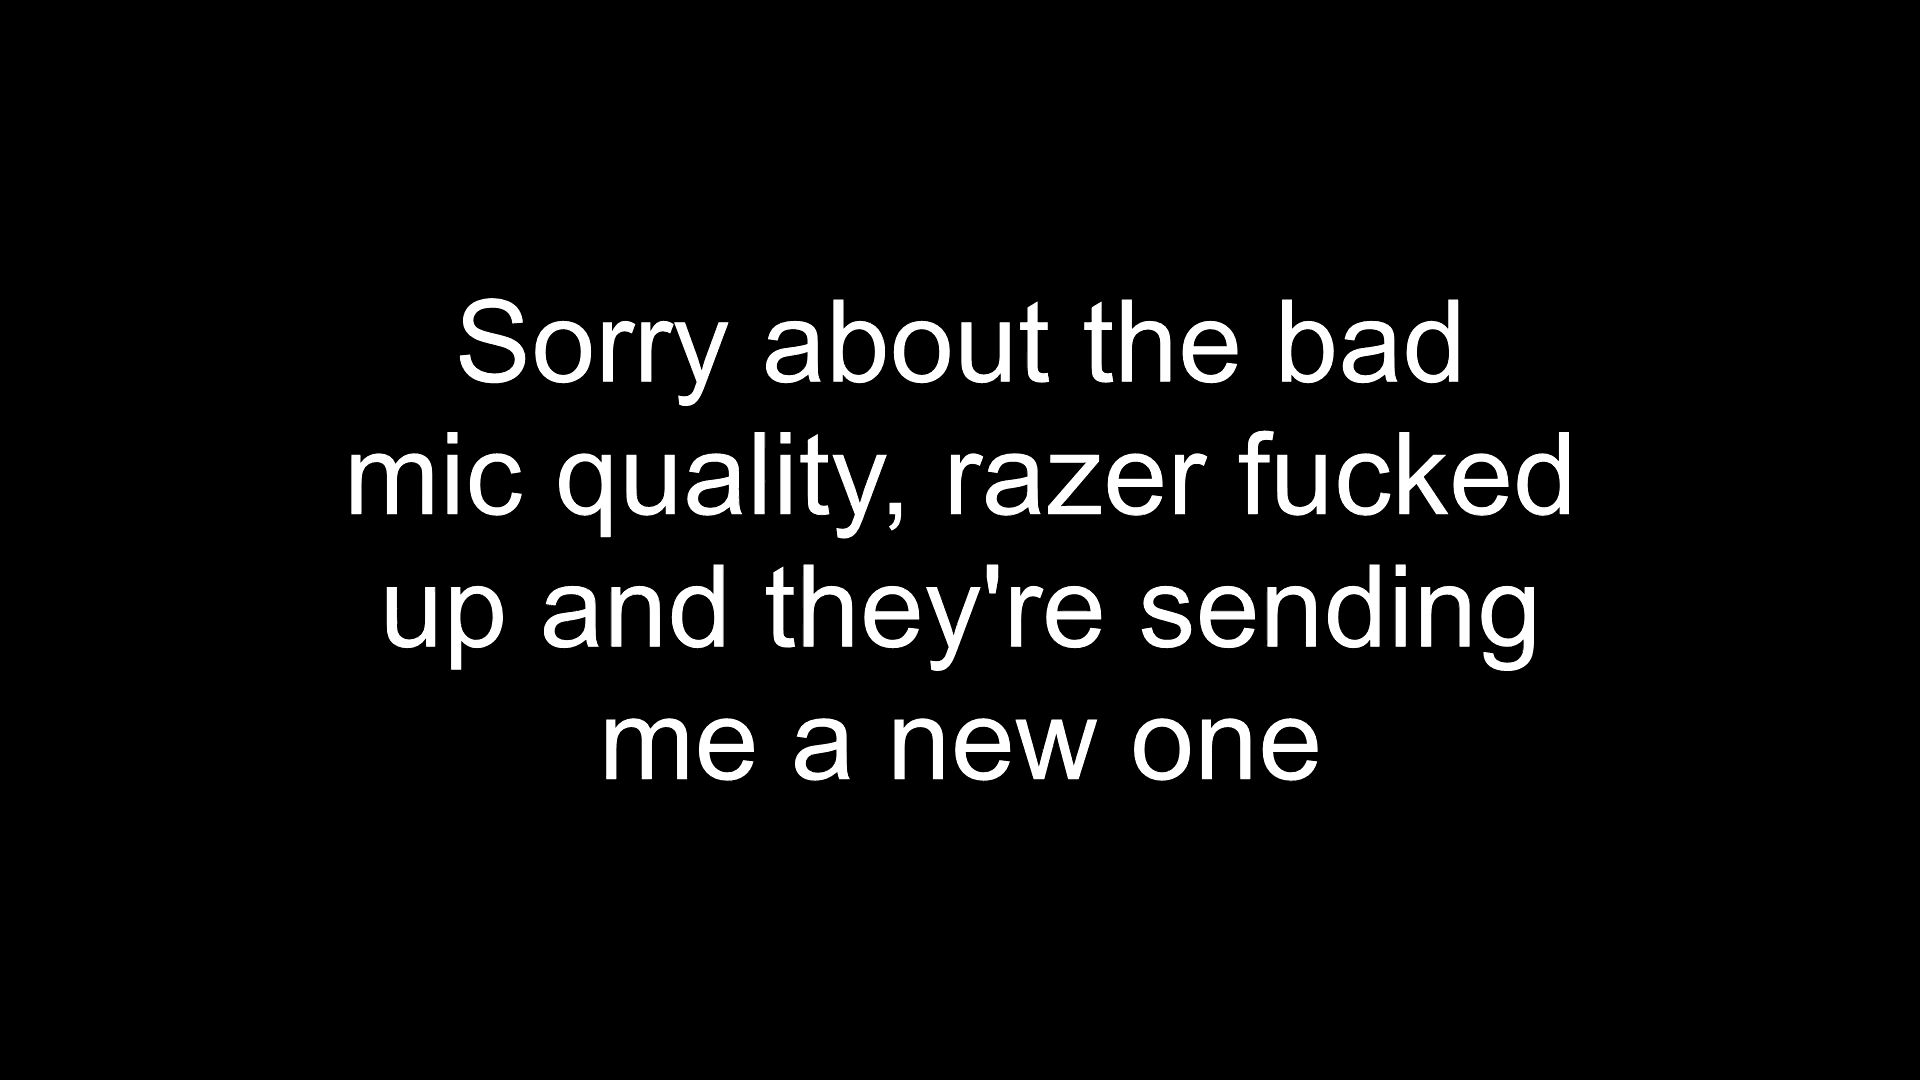 Sorry about the bad
mic quality, razer fucked
up and they're sending
me a new one